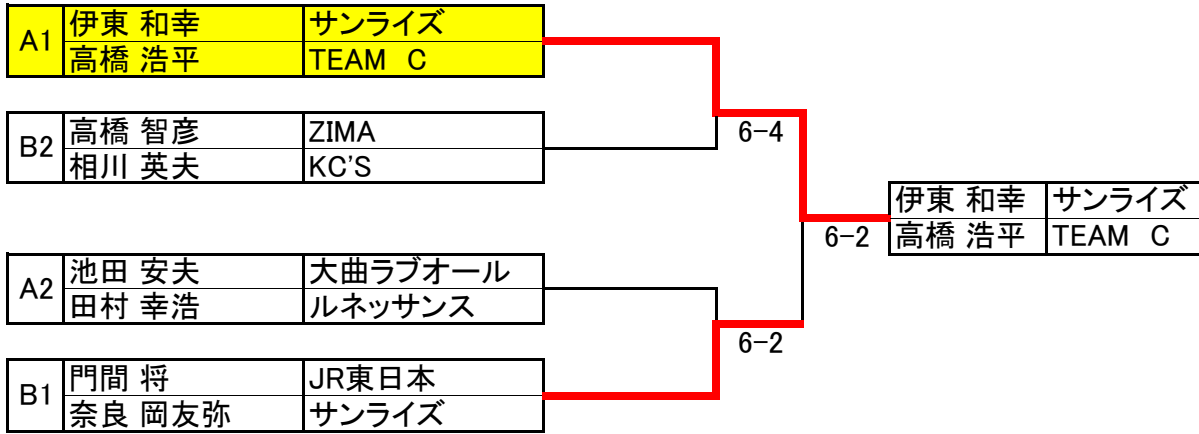 A1 伊東 和幸 サンライズ
高橋 浩平 TEAM C
B2 高橋 智彦 ZIMA
相川 英夫 KC'S
6-4
伊東 和幸 サンライズ
6-2 高橋 浩平 TEAM C
A2 池田 安夫 大曲ラブオール
田村 幸浩 ルネッサンス
6-2
B1 門間 将 JR東日本
奈良 岡友弥 サンライズ